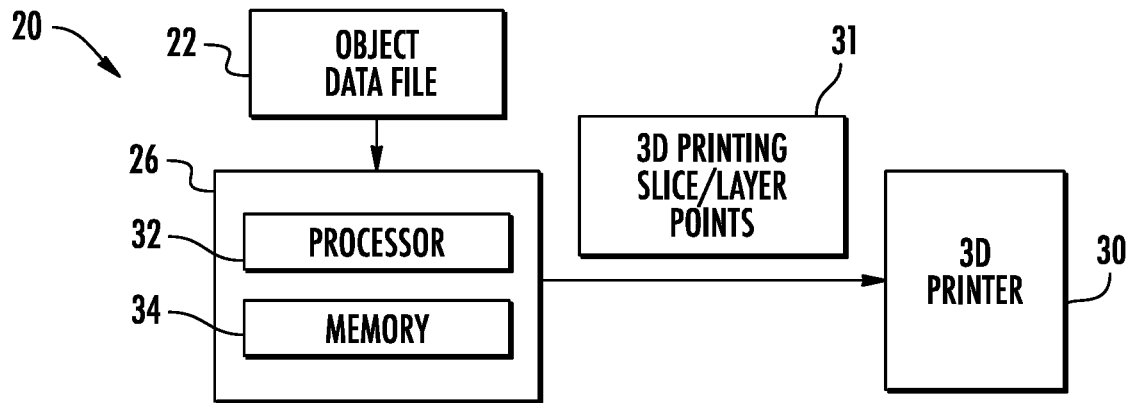 20
22
OBJECT
DATA FILE
31
3D PRINTING
SLICE/LAYER
POINTS
26
32
PROCESSOR
34
MEMORY
3D
PRINTER
30